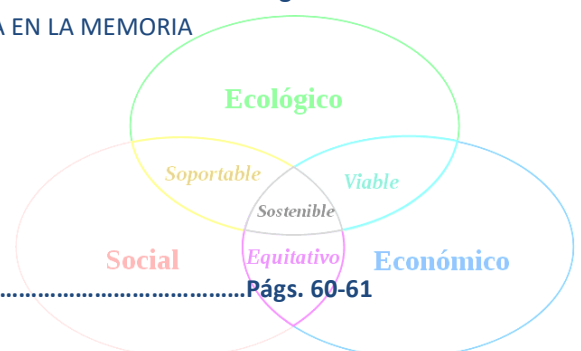 A EN LA MEMORIA
Ecológico
Soportable
Viable
Sostenible
Social
Equitativo
Económico
……………………………………Págs. 60-61